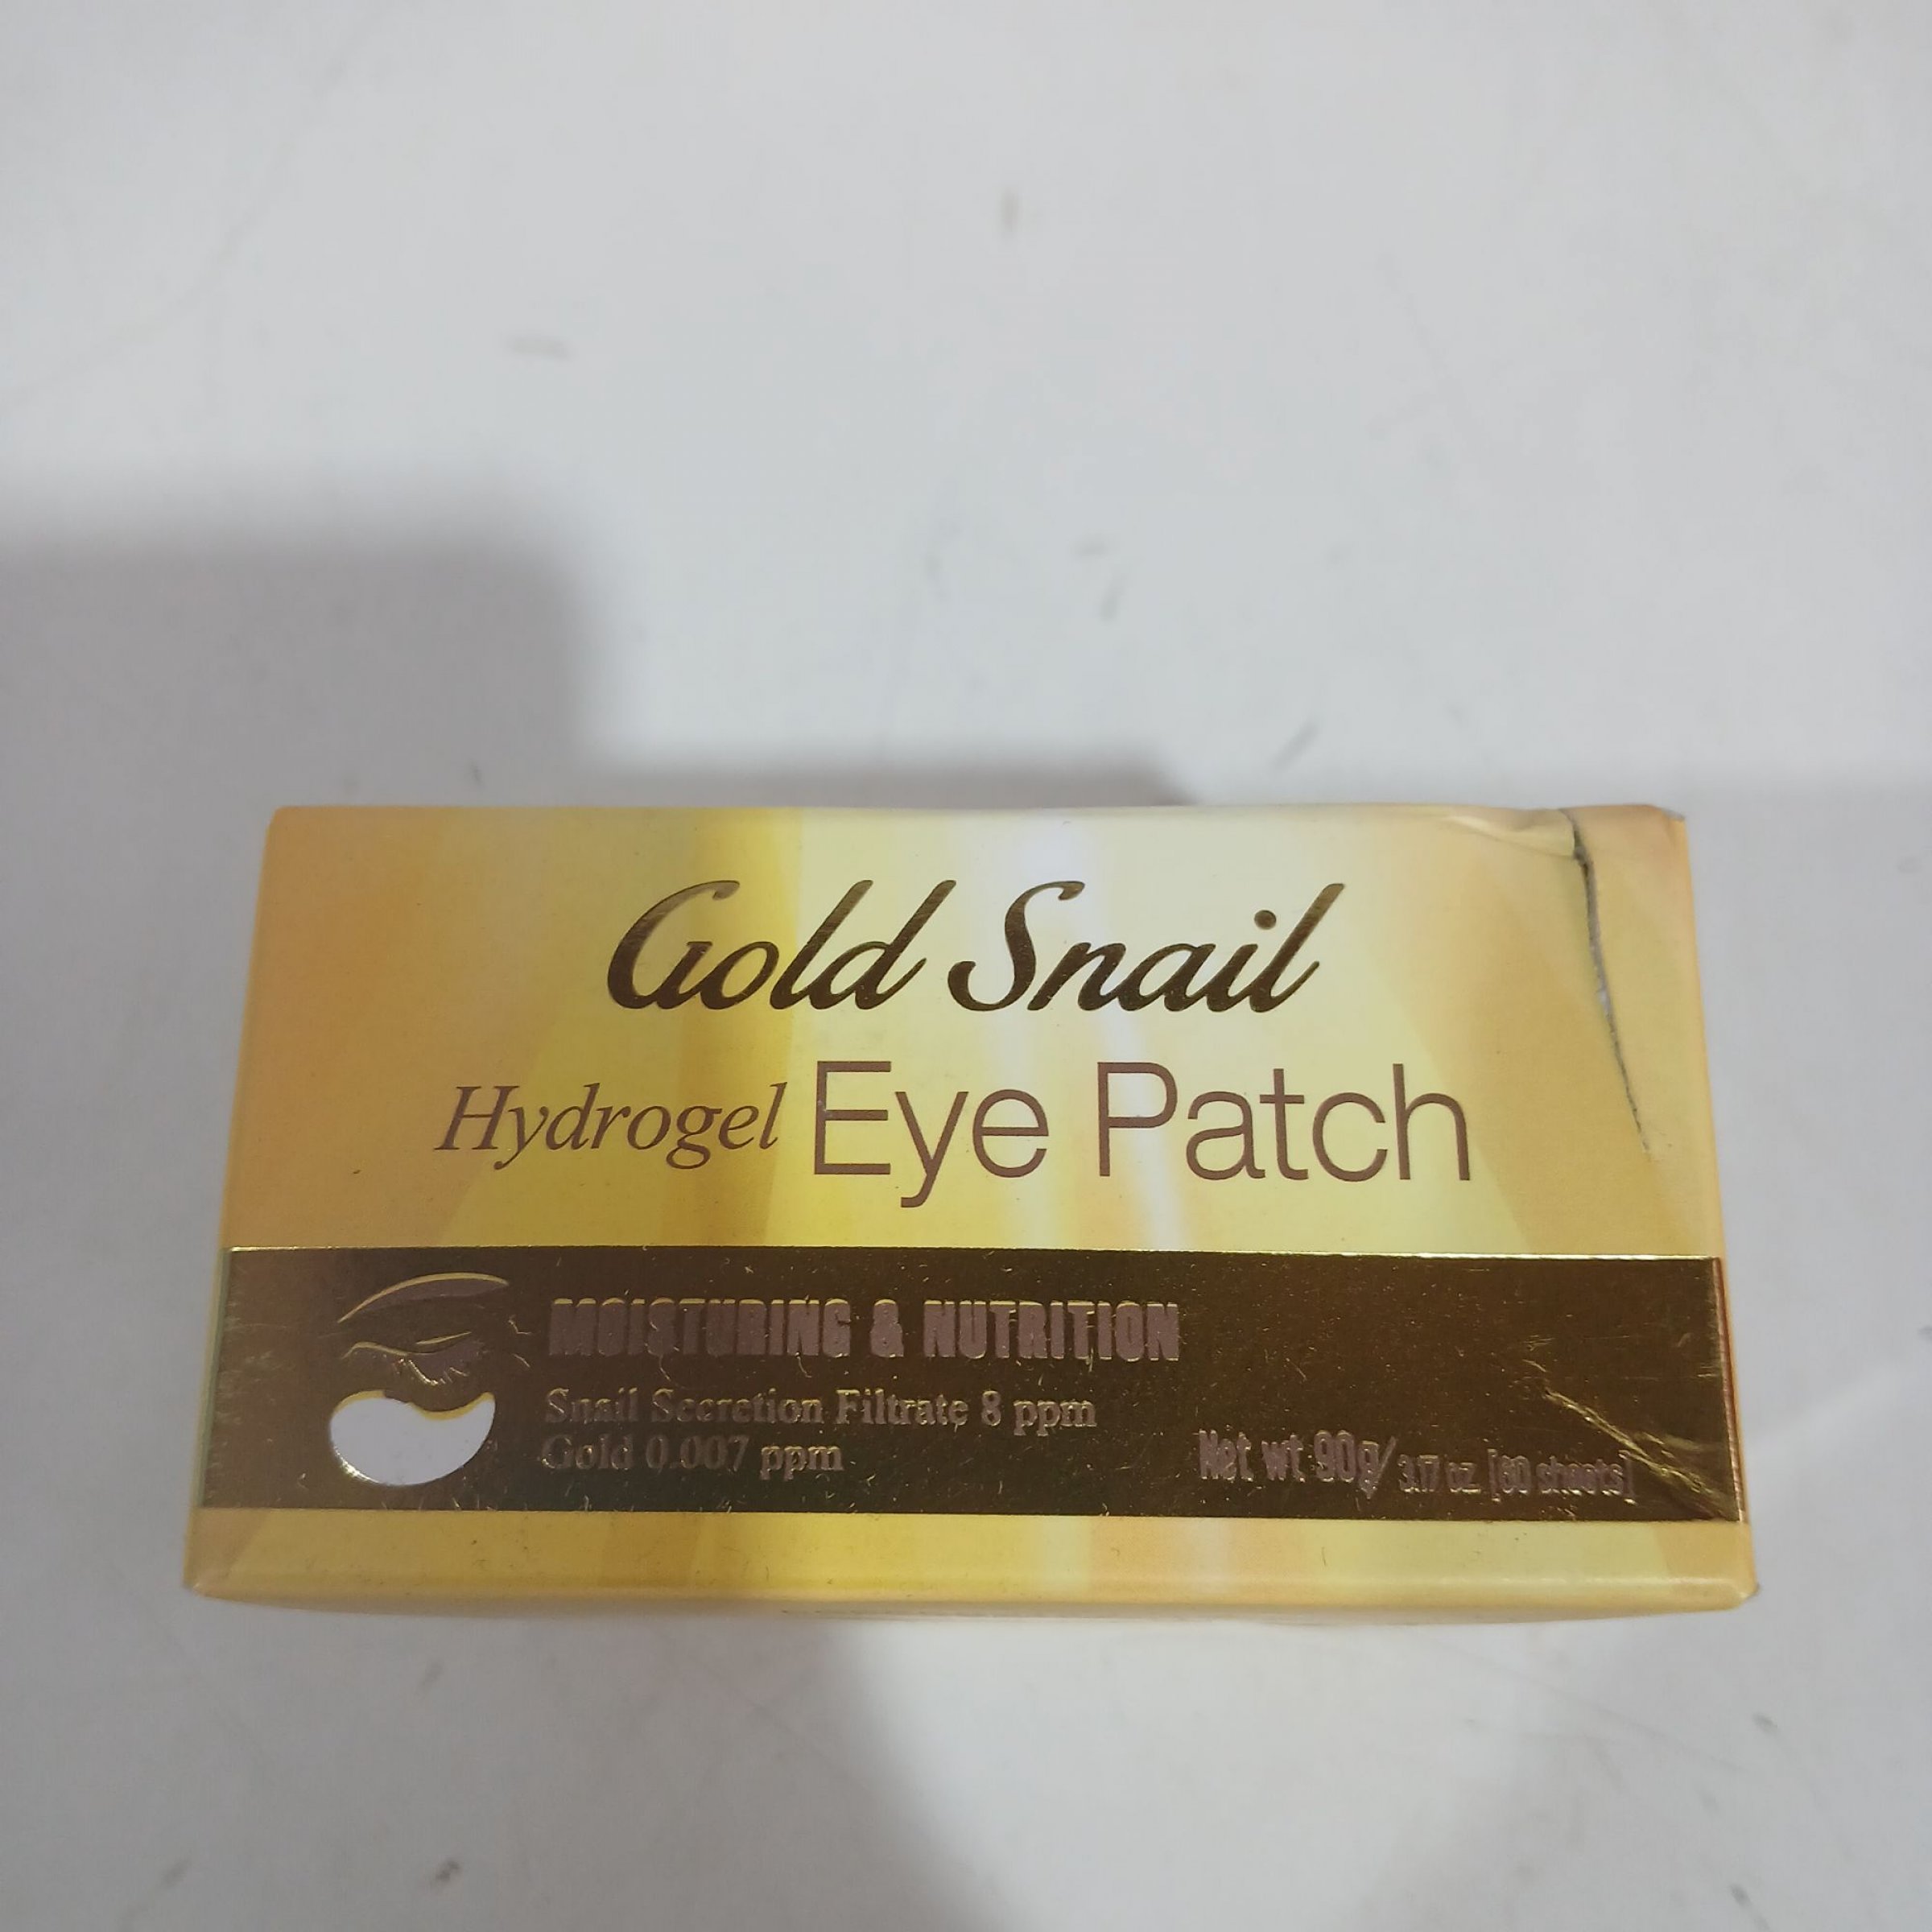 Gold Snail
Hydrogel Eye Patch
MOISTURING & NUTRITION
Snail Secretion Filtrate 8 ppm
Gold 0.007 ppm
Net wt 90g/ 3.17 oz. [60 sheets]